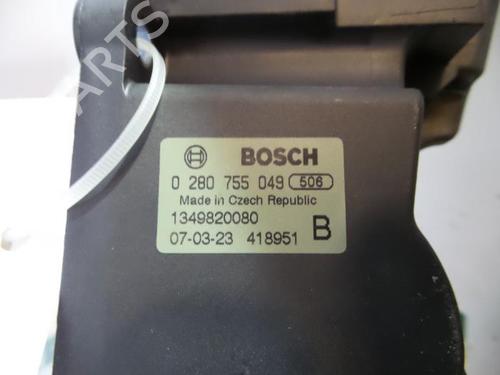 BOSCH
0 280 755 049 506
Made in Czech Republic
1349820080
07-03-23 418951 B